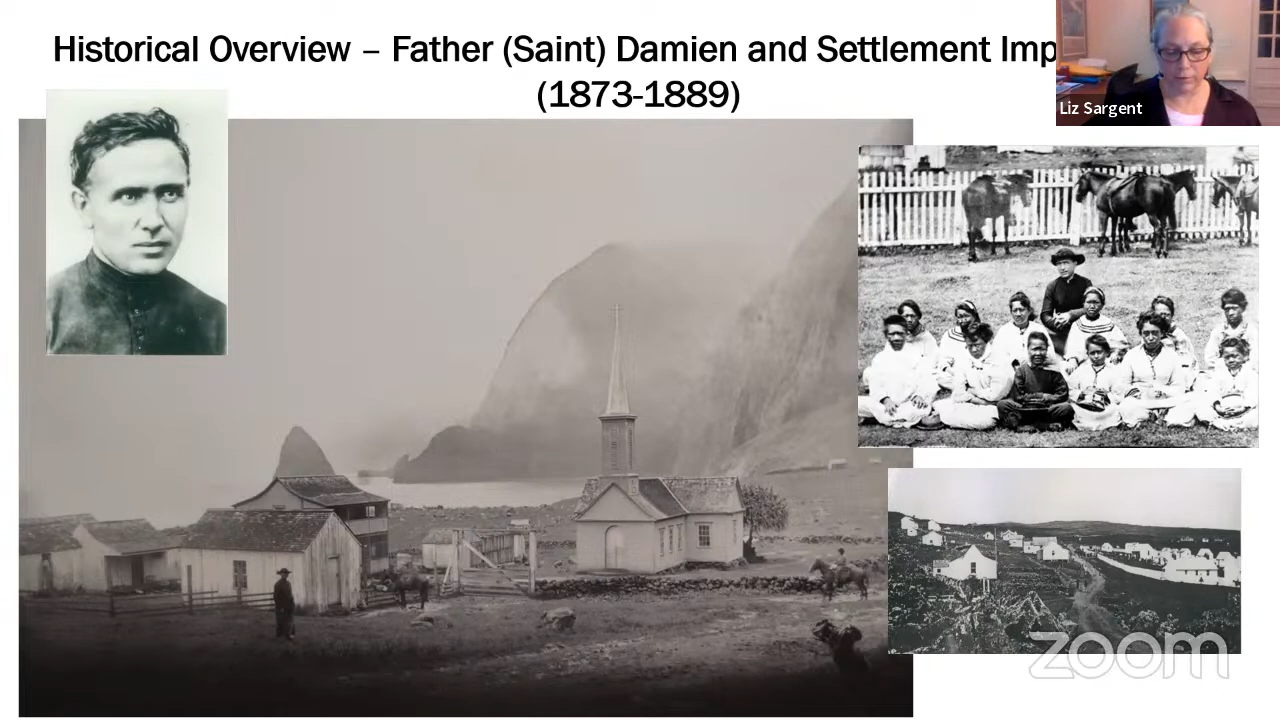 Historical Overview – Father (Saint) Damien and Settlement Imp
(1873-1889)
Liz Sargent
zoom